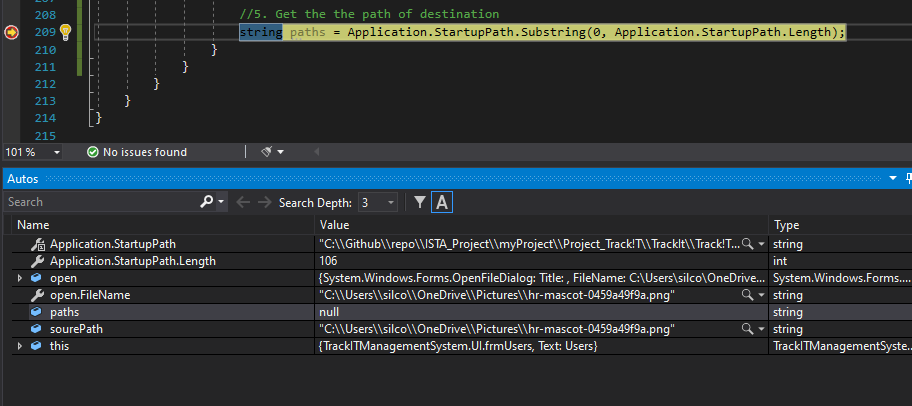 208 //5. Get the the path of destination
209 string paths = Application.StartupPath.Substring(0, Application.StartupPath.Length);
210 }
211 }
212 }
213 }
214 }
215
101 % No issues found
Autos
Search Search Depth: 3 A
Name Value Type
Application.StartupPath "C:\\Github\\repo\\ISTA_Project\\myProject\\Project_Track!T\\TrackIt\\Track!T... string
Application.StartupPath.Length 106 int
open {System.Windows.Forms.OpenFileDialog: Title: , FileName: C:\Users\silco\OneDrive... System.Windows.Forms....
open.FileName "C:\\Users\\silco\\OneDrive\\Pictures\\hr-mascot-0459a49f9a.png" string
paths null string
sourePath "C:\\Users\\silco\\OneDrive\\Pictures\\hr-mascot-0459a49f9a.png" string
this {TrackITManagementSystem.UI.frmUsers, Text: Users} TrackITManagementSyste...